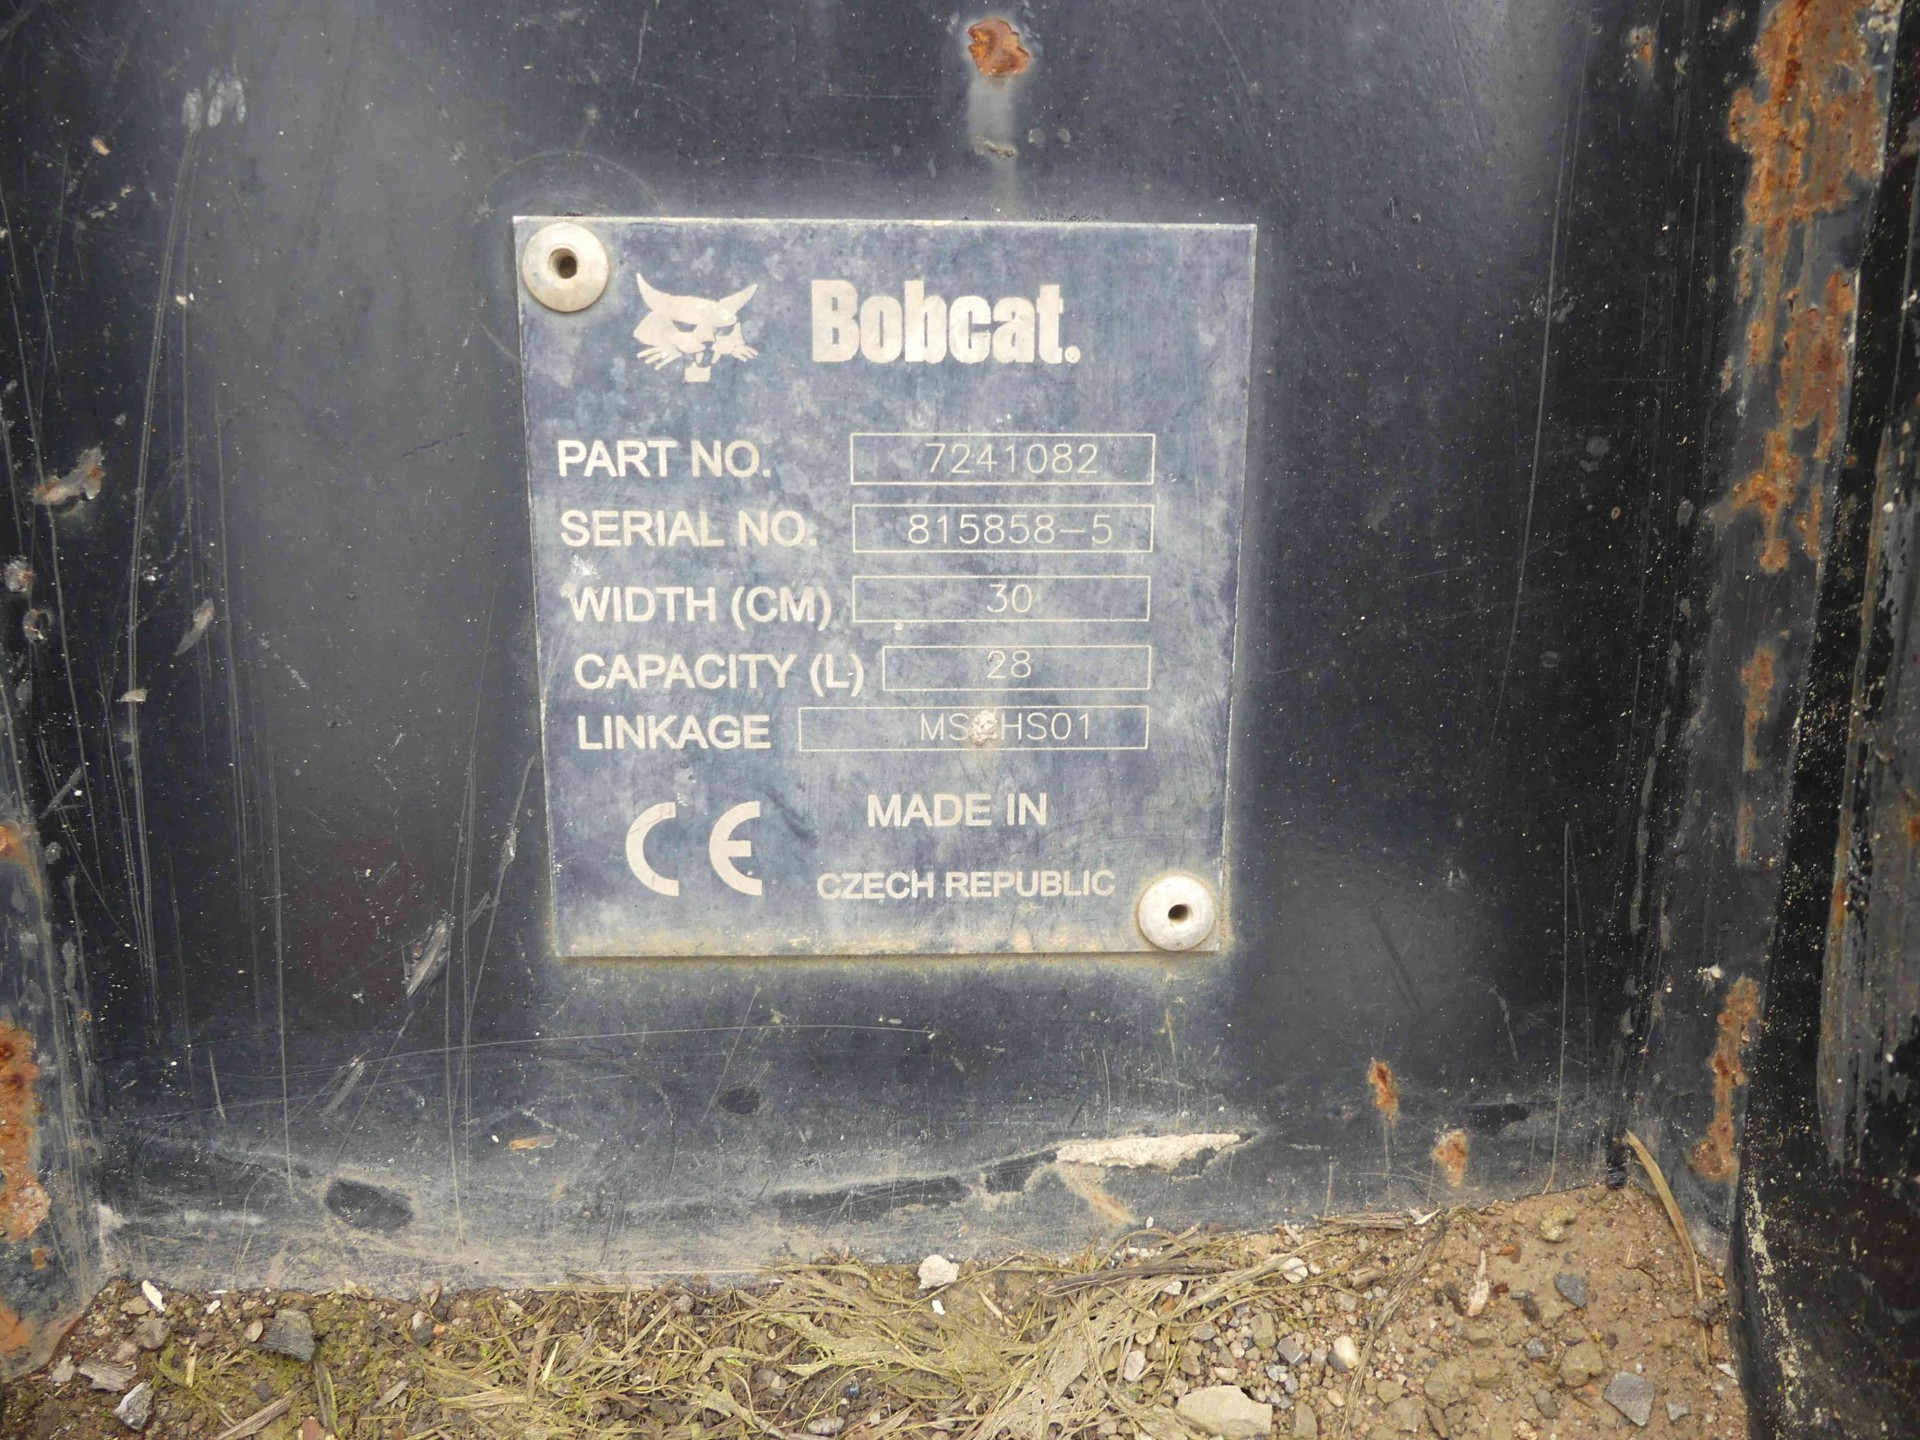 Bobcat.
PART NO. 7241082
SERIAL NO. 815858-5
WIDTH (CM) 30
CAPACITY (L) 28
LINKAGE
CE
MADE IN
CZECH REPUBLIC